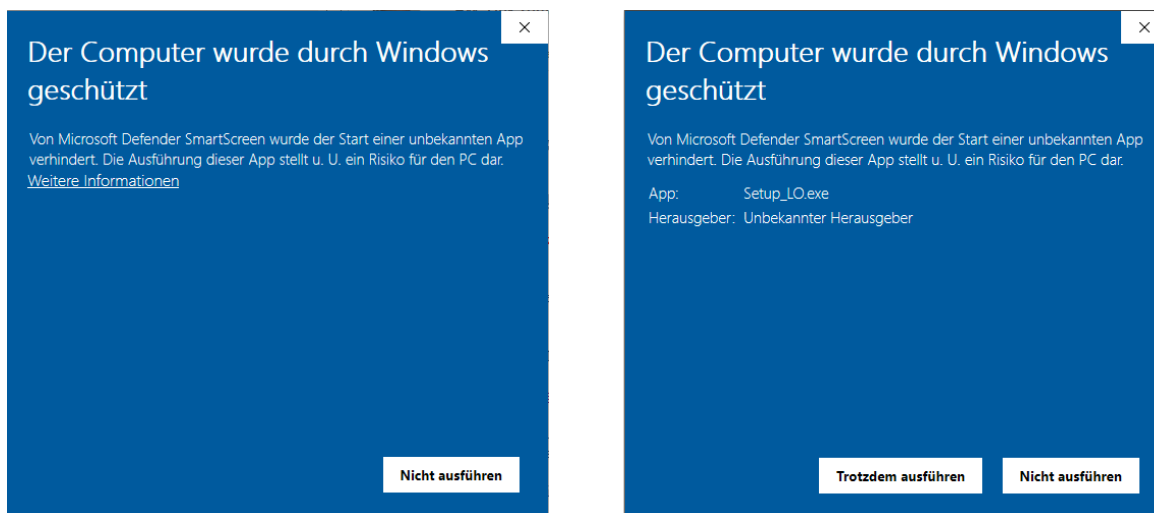 Der Computer wurde durch Windows
geschützt
Von Microsoft Defender SmartScreen wurde der Start einer unbekannten App
verhindert. Die Ausführung dieser App stellt u. U. ein Risiko für den PC dar.
Weitere Informationen
Nicht ausführen
Der Computer wurde durch Windows
geschützt
Von Microsoft Defender SmartScreen wurde der Start einer unbekannten App
verhindert. Die Ausführung dieser App stellt u. U. ein Risiko für den PC dar.
App: Setup_LO.exe
Herausgeber: Unbekannter Herausgeber
Trotzdem ausführen Nicht ausführen